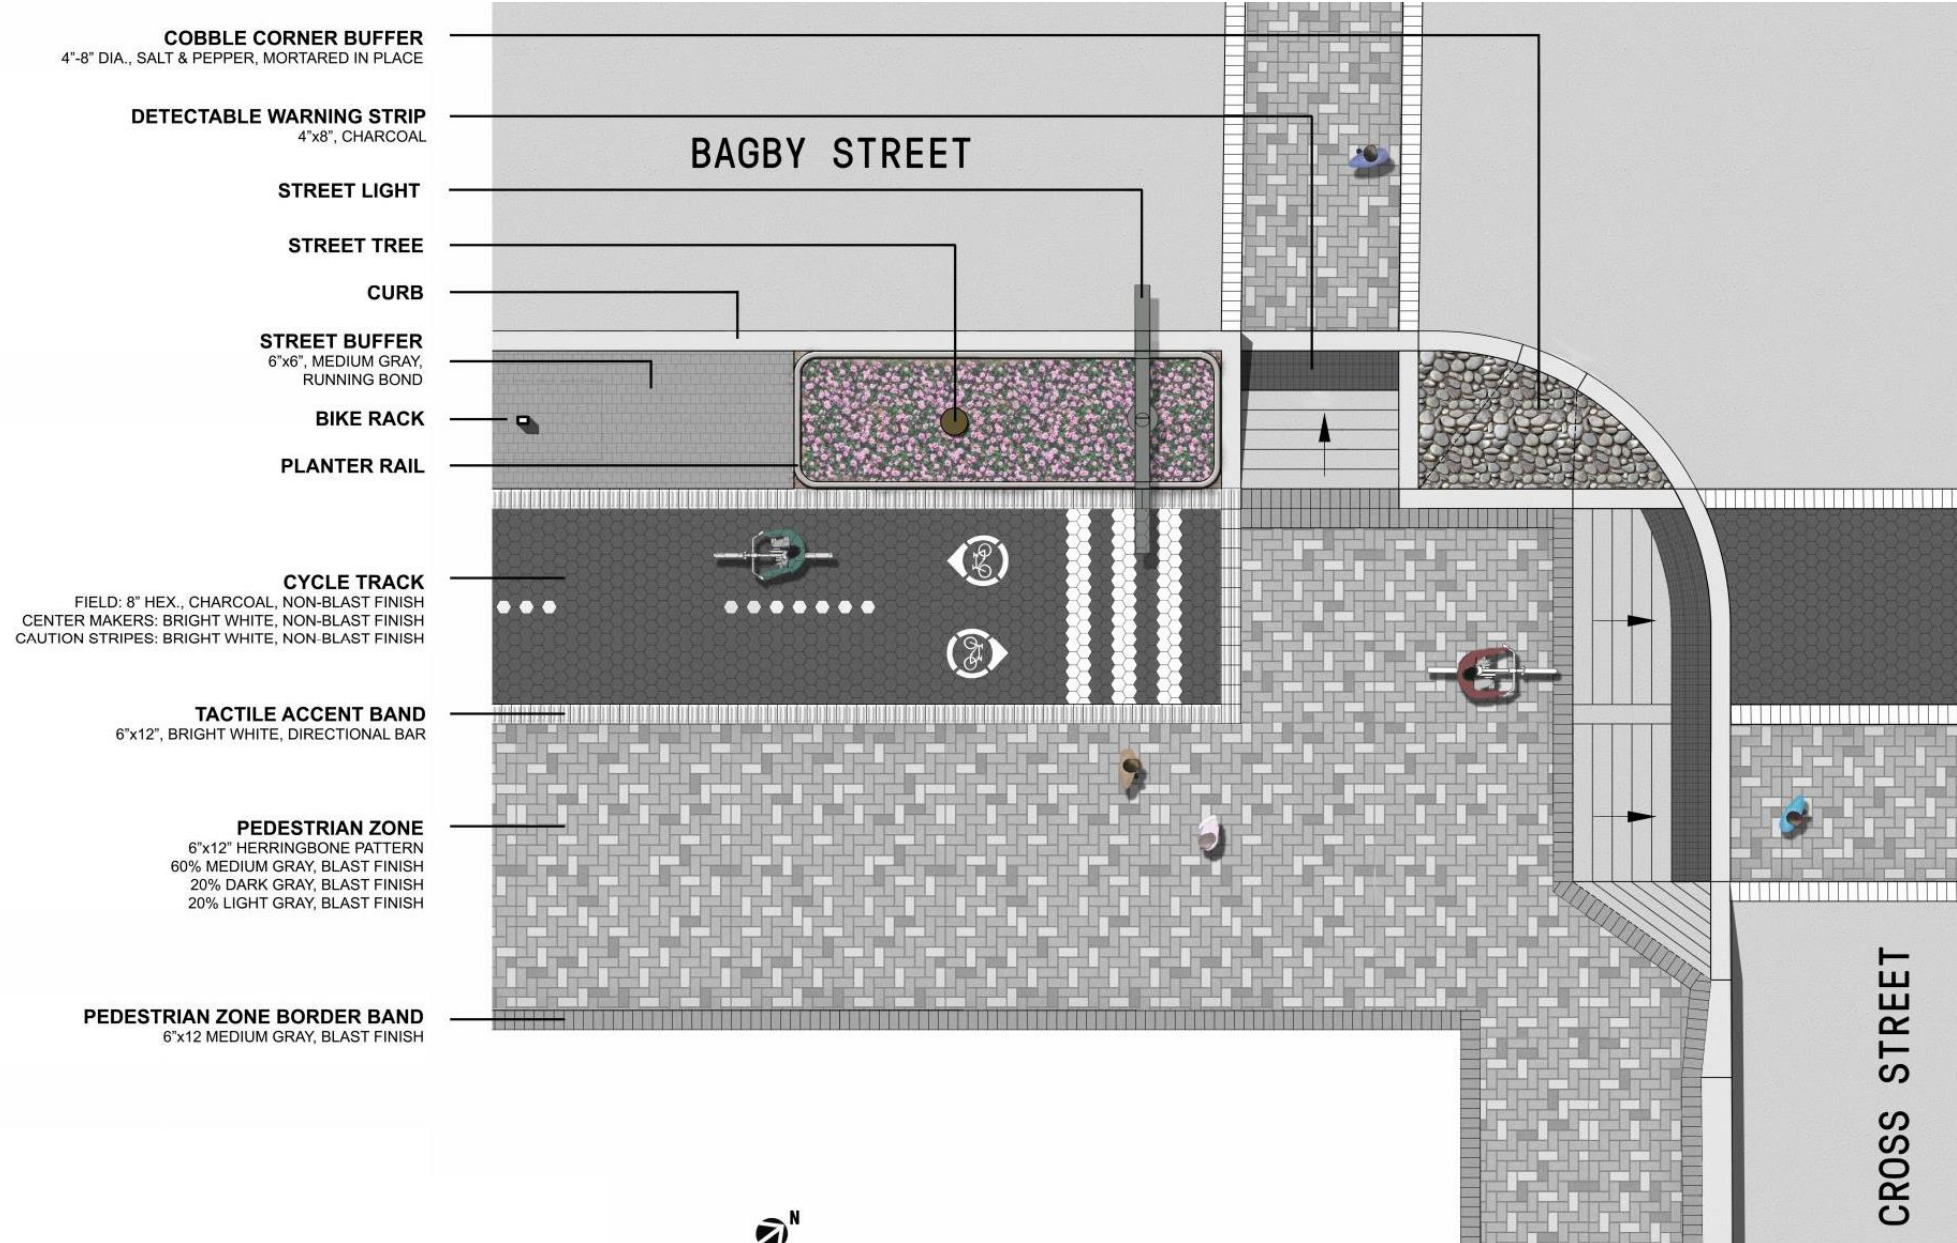 COBBLE CORNER BUFFER
4"-8" DIA., SALT & PEPPER, MORTARED IN PLACE
DETECTABLE WARNING STRIP
4"x8", CHARCOAL
BAGBY STREET
STREET LIGHT
STREET TREE
CURB
STREET BUFFER
6"x6", MEDIUM GRAY,
RUNNING BOND
BIKE RACK
PLANTER RAIL
CYCLE TRACK
FIELD: 8" HEX., CHARCOAL, NON-BLAST FINISH
CENTER MAKERS: BRIGHT WHITE, NON-BLAST FINISH
CAUTION STRIPES: BRIGHT WHITE, NON-BLAST FINISH
TACTILE ACCENT BAND
6"x12", BRIGHT WHITE, DIRECTIONAL BAR
PEDESTRIAN ZONE
6"x12" HERRINGBONE PATTERN
60% MEDIUM GRAY, BLAST FINISH
20% DARK GRAY, BLAST FINISH
20% LIGHT GRAY, BLAST FINISH
PEDESTRIAN ZONE BORDER BAND
6"x12 MEDIUM GRAY, BLAST FINISH
CROSS STREET
N